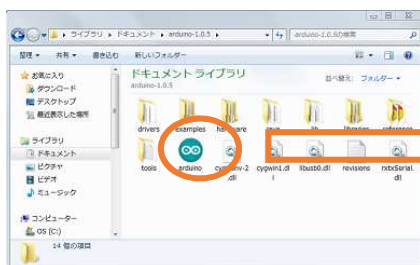 ライブラリ ▸ ドキュメント ▸ arduino-1.0.5 ▸
arduino-1.0.5の検索
整理 ▼ 共有 ▼ 書き込む 新しいフォルダー
お気に入り
ダウンロード
デスクトップ
最近表示した場所
ライブラリ
ドキュメント
ピクチャ
ビデオ
ミュージック
コンピューター
OS (C:)
ドキュメント ライブラリ
arduino-1.0.5
並べ替え: フォルダー ▼
drivers examples hardware java lib libraries reference
tools arduino cygwin1.dl
l libusb0.dll revisions rxtxSerial.
dll
14 個の項目